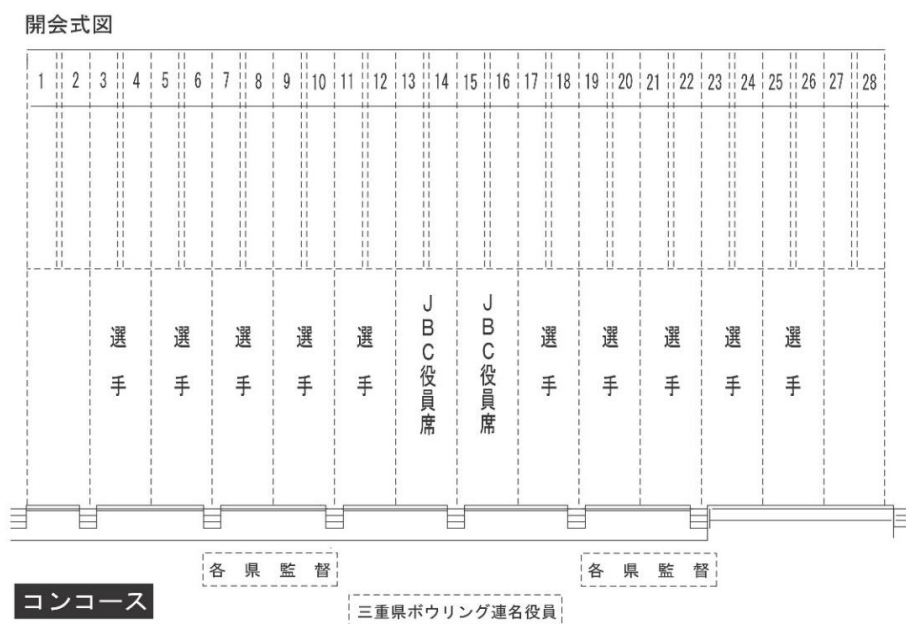 開会式図
1 2 3 4 5 6 7 8 9 10 11 12 13 14 15 16 17 18 19 20 21 22 23 24 25 26 27 28
選手 選手 選手 選手 選手 JBC役員席 JBC役員席 選手 選手 選手 選手 選手
各県監督 各県監督
コンコース
三重県ボウリング連名役員